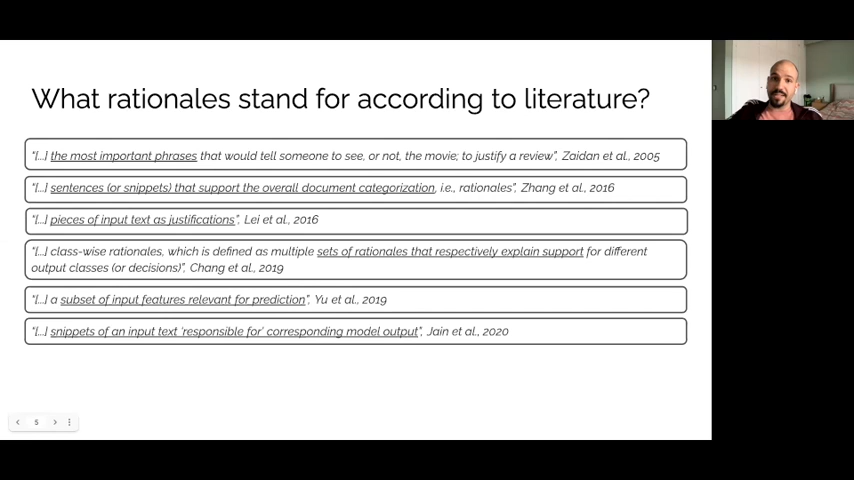 What rationales stand for according to literature?
“[...] the most important phrases that would tell someone to see, or not, the movie; to justify a review”, Zaidan et al., 2005
“[...] sentences (or snippets) that support the overall document categorization, i.e., rationales”, Zhang et al., 2016
“[...] pieces of input text as justifications”, Lei et al., 2016
“[...] class-wise rationales, which is defined as multiple sets of rationales that respectively explain support for different
output classes (or decisions)”, Chang et al., 2019
“[...] a subset of input features relevant for prediction”, Yu et al., 2019
“[...] snippets of an input text ‘responsible for’ corresponding model output”, Jain et al., 2020
5